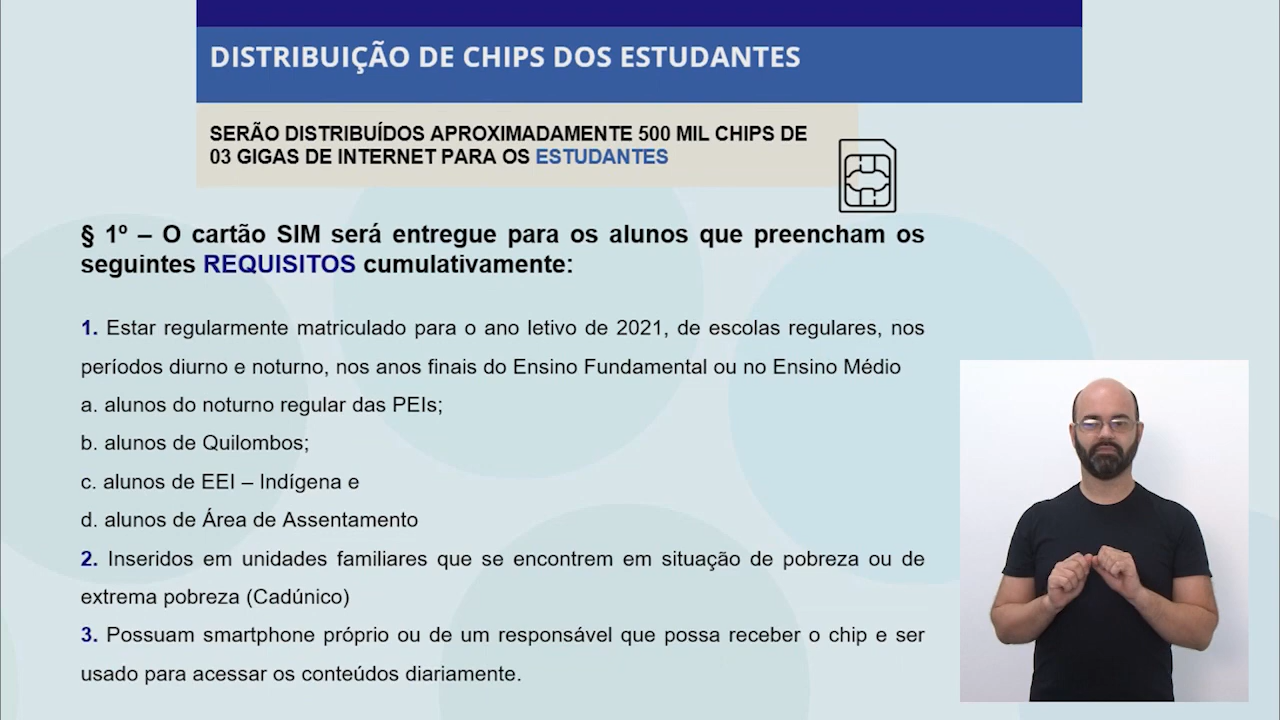 DISTRIBUIÇÃO DE CHIPS DOS ESTUDANTES
SERÃO DISTRIBUÍDOS APROXIMADAMENTE 500 MIL CHIPS DE
03 GIGAS DE INTERNET PARA OS ESTUDANTES
§ 1º – O cartão SIM será entregue para os alunos que preencham os
seguintes REQUISITOS cumulativamente:
1. Estar regularmente matriculado para o ano letivo de 2021, de escolas regulares, nos
períodos diurno e noturno, nos anos finais do Ensino Fundamental ou no Ensino Médio
a. alunos do noturno regular das PEIs;
b. alunos de Quilombos;
c. alunos de EEI – Indígena e
d. alunos de Área de Assentamento
2. Inseridos em unidades familiares que se encontrem em situação de pobreza ou de
extrema pobreza (Cadúnico)
3. Possuam smartphone próprio ou de um responsável que possa receber o chip e ser
usado para acessar os conteúdos diariamente.